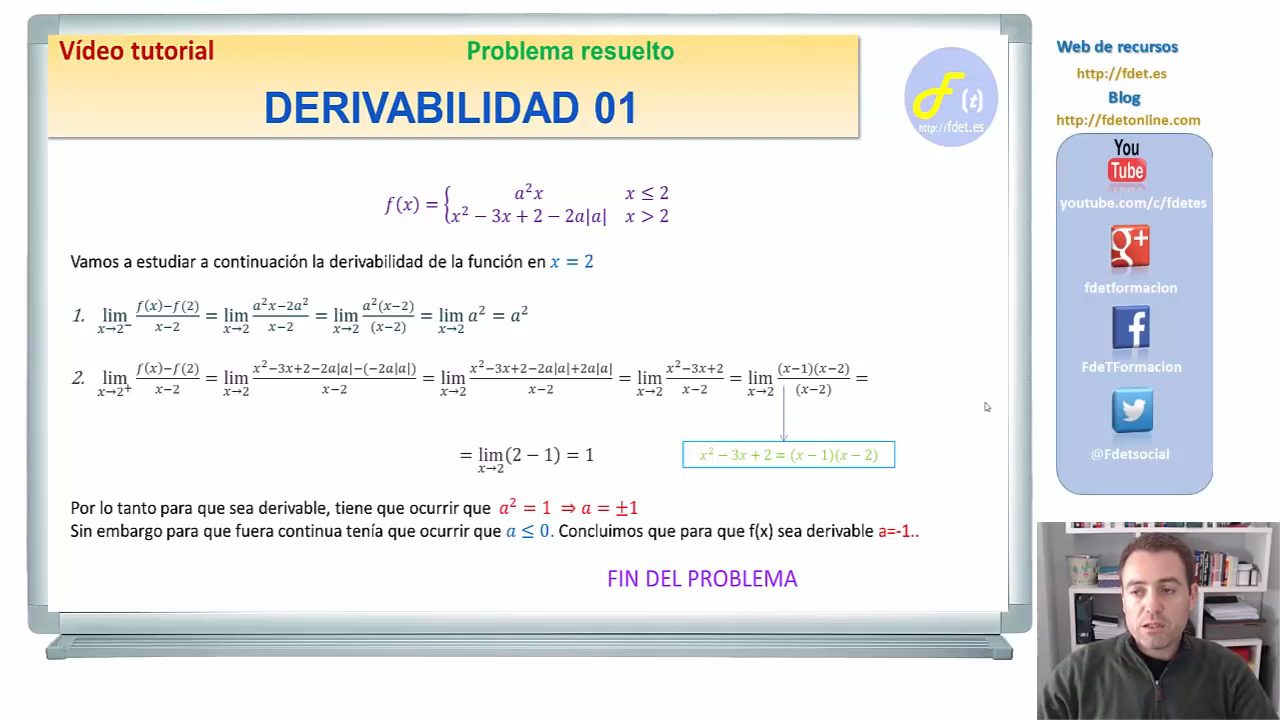 Vídeo tutorial
Problema resuelto
DERIVABILIDAD 01
F(t)
http://fdet.es
f(x) = { a²x x ≤ 2
x² − 3x + 2 − 2a|a| x > 2
Vamos a estudiar a continuación la derivabilidad de la función en x = 2
1. lim x→2⁻ (f(x)−f(2))/(x−2) = lim x→2 (a²x−2a²)/(x−2) = lim x→2 (a²(x−2))/((x−2)) = lim x→2 a² = a²
2. lim x→2⁺ (f(x)−f(2))/(x−2) = lim x→2 (x²−3x+2−2a|a|−(−2a|a|))/(x−2) = lim x→2 (x²−3x+2−2a|a|+2a|a|)/(x−2) = lim x→2 (x²−3x+2)/(x−2) = lim x→2 ((x−1)(x−2))/((x−2)) =
= lim x→2 (2 − 1) = 1
x² − 3x + 2 = (x − 1)(x − 2)
Por lo tanto para que sea derivable, tiene que ocurrir que a² = 1 ⇒ a = ±1
Sin embargo para que fuera continua tenía que ocurrir que a ≤ 0. Concluimos que para que f(x) sea derivable a=-1..
FIN DEL PROBLEMA
Web de recursos
http://fdet.es
Blog
http://fdetonline.com
You
Tube
youtube.com/c/fdetes
g+
fdetformacion
f
FdeTFormacion
@Fdetsocial